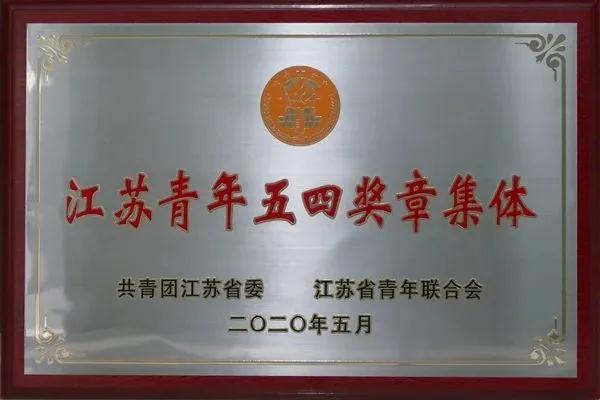 江苏青年五四奖章集体
共青团江苏省委 江苏省青年联合会
二〇二〇年五月